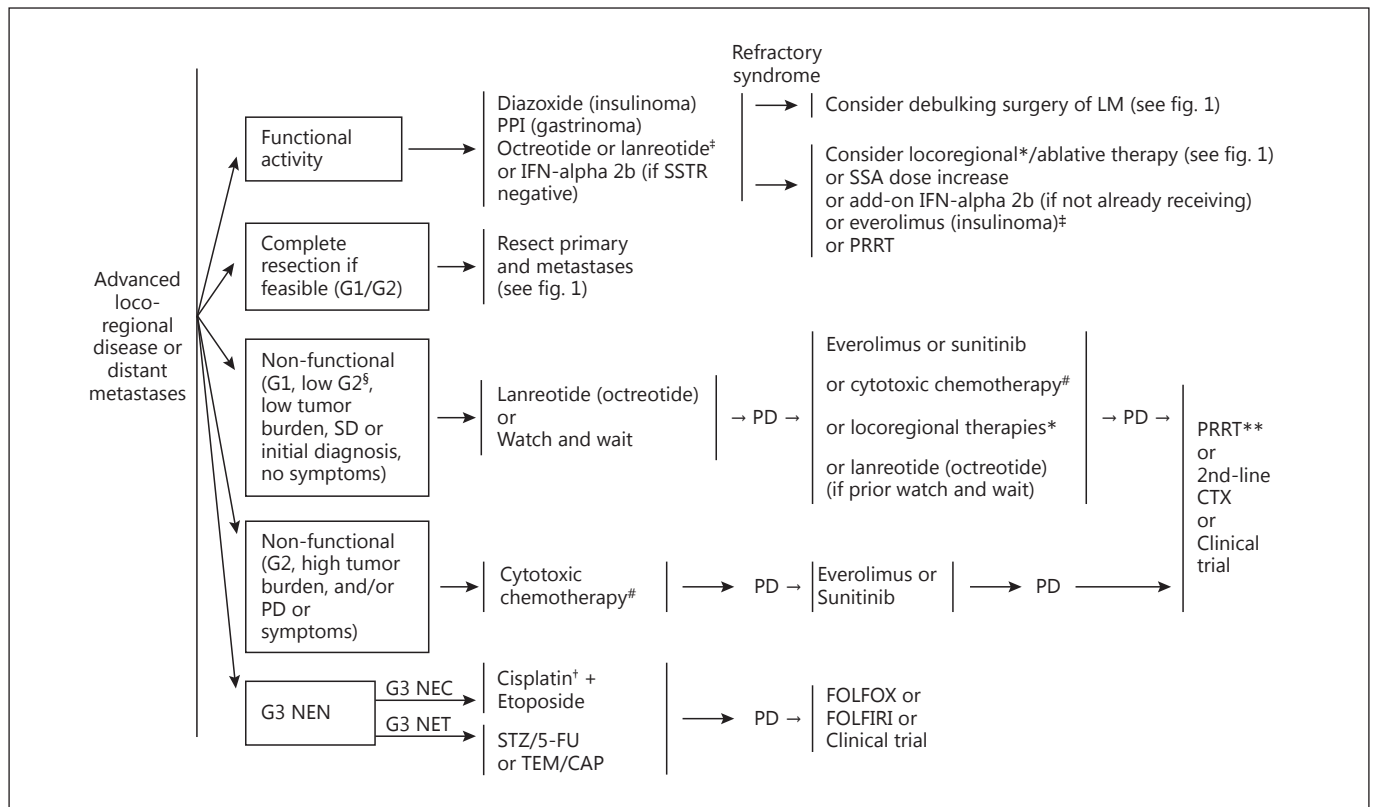 Advanced
loco-
regional
disease or
distant
metastases
Functional
activity
Diazoxide (insulinoma)
PPI (gastrinoma)
Octreotide or lanreotide‡
or IFN-alpha 2b (if SSTR
negative)
Refractory
syndrome
Consider debulking surgery of LM (see fig. 1)
Consider locoregional*/ablative therapy (see fig. 1)
or SSA dose increase
or add-on IFN-alpha 2b (if not already receiving)
or everolimus (insulinoma)‡
or PRRT
Complete
resection if
feasible (G1/G2)
Resect primary
and metastases
(see fig. 1)
Non-functional
(G1, low G2§,
low tumor
burden, SD or
initial diagnosis,
no symptoms)
Lanreotide (octreotide)
or
Watch and wait
→ PD →
Everolimus or sunitinib
or cytotoxic chemotherapy#
or locoregional therapies*
or lanreotide (octreotide)
(if prior watch and wait)
→ PD →
PRRT**
or
2nd-line
CTX
or
Clinical
trial
Non-functional
(G2, high tumor
burden, and/or
PD or
symptoms)
Cytotoxic
chemotherapy#
PD →
Everolimus or
Sunitinib
PD
G3 NEN
G3 NEC
Cisplatin† +
Etoposide
G3 NET
STZ/5-FU
or TEM/CAP
PD →
FOLFOX or
FOLFIRI or
Clinical trial